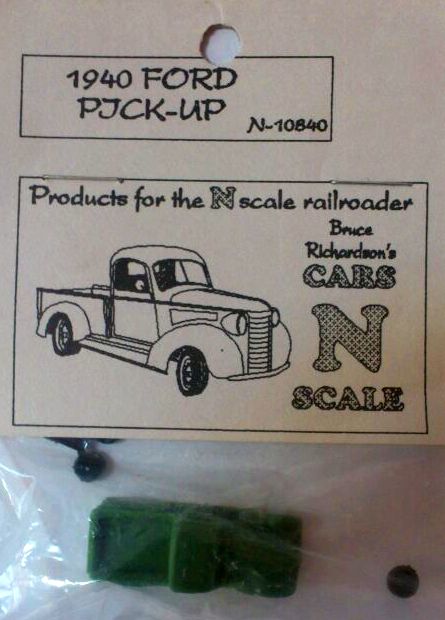 1940 FORD
PICK-UP
N-10840
Products for the N scale railroader
Bruce
Richardson's
CARS
N
SCALE